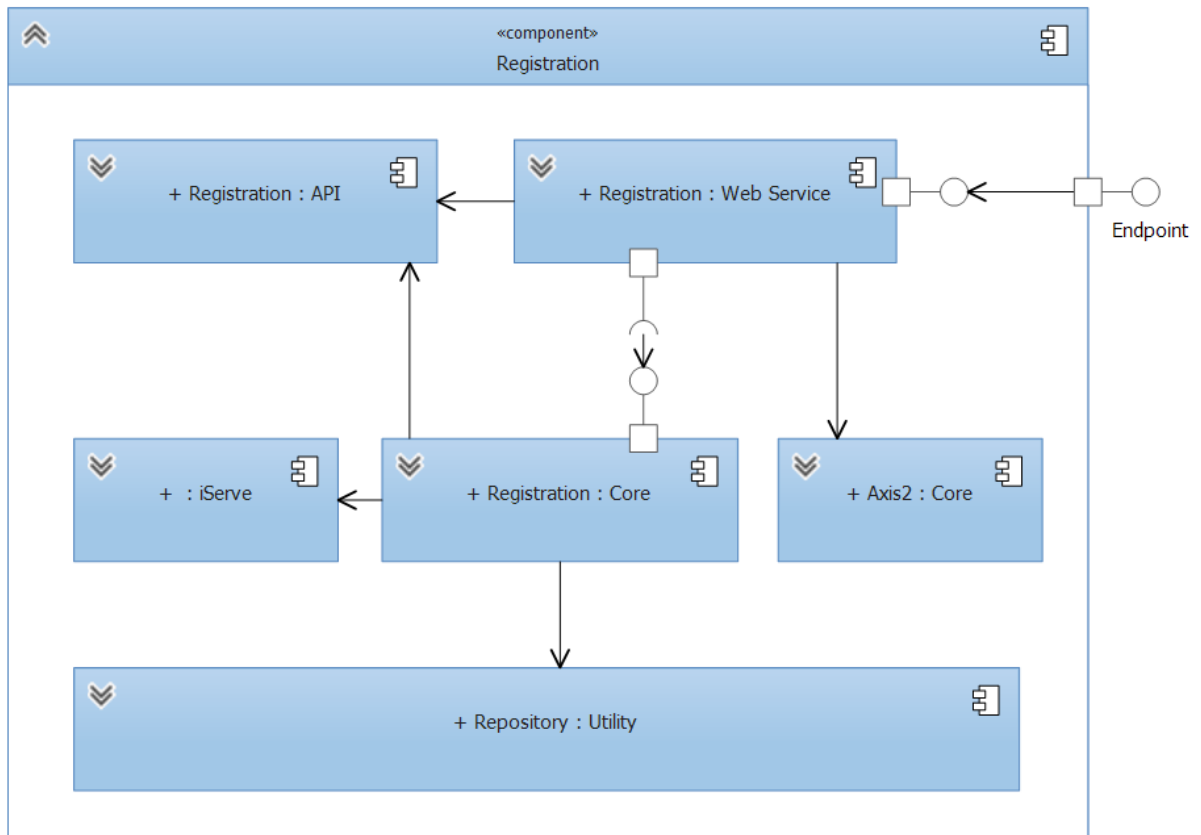 «component»
Registration
+ Registration : API
+ Registration : Web Service
Endpoint
+ : iServe
+ Registration : Core
+ Axis2 : Core
+ Repository : Utility